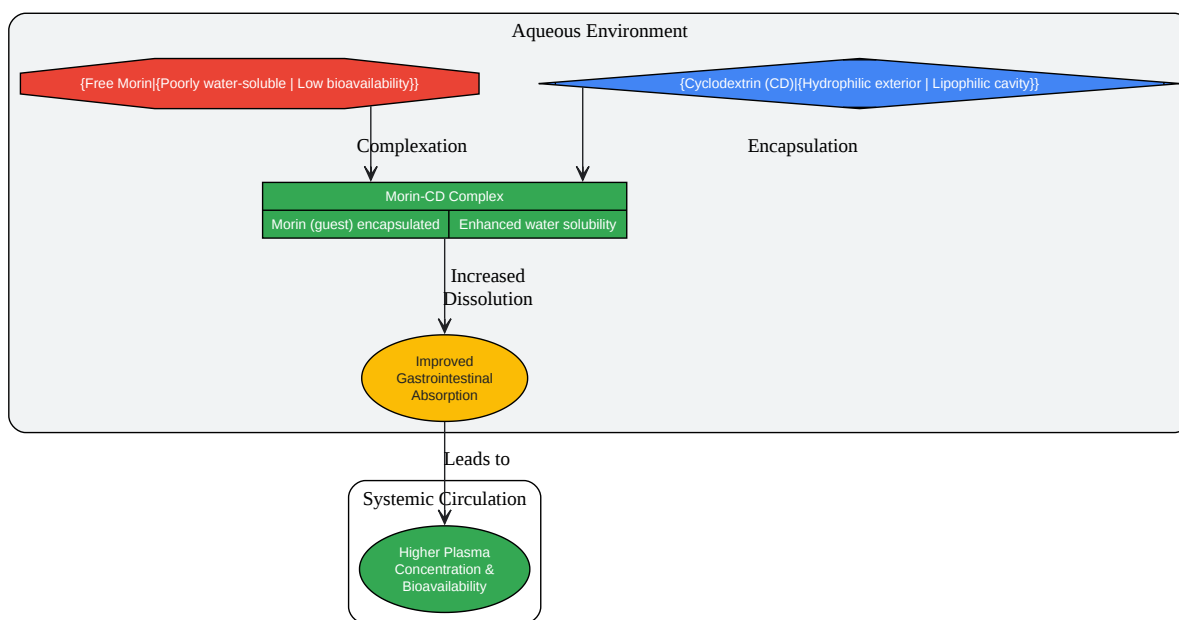 Aqueous Environment
{Free Morin|{Poorly water-soluble | Low bioavailability}}
{Cyclodextrin (CD)|{Hydrophilic exterior | Lipophilic cavity}}
Complexation
Encapsulation
Morin-CD Complex
Morin (guest) encapsulated
Enhanced water solubility
Increased
Dissolution
Improved
Gastrointestinal
Absorption
Leads to
Systemic Circulation
Higher Plasma
Concentration &
Bioavailability